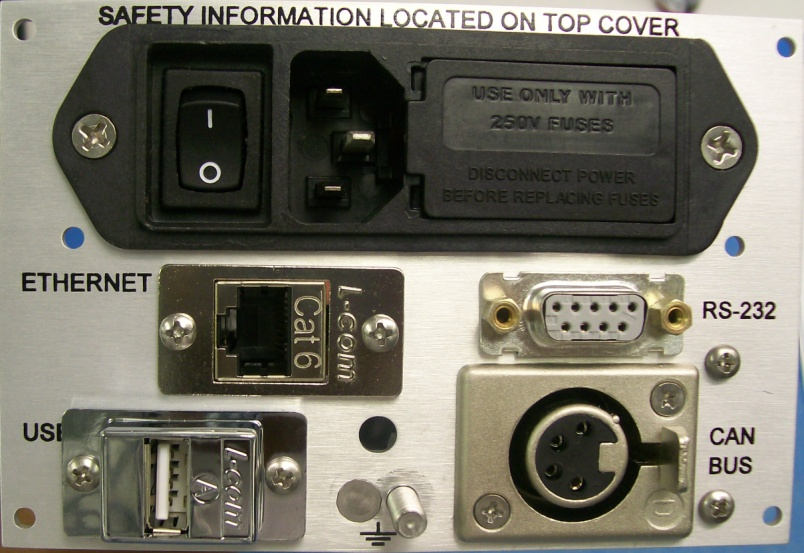 SAFETY INFORMATION LOCATED ON TOP COVER
I
O
USE ONLY WITH
250V FUSES
DISCONNECT POWER
BEFORE REPLACING FUSES
ETHERNET
Cat 6
L-com
RS-232
USB
A
L-com
CAN
BUS
D